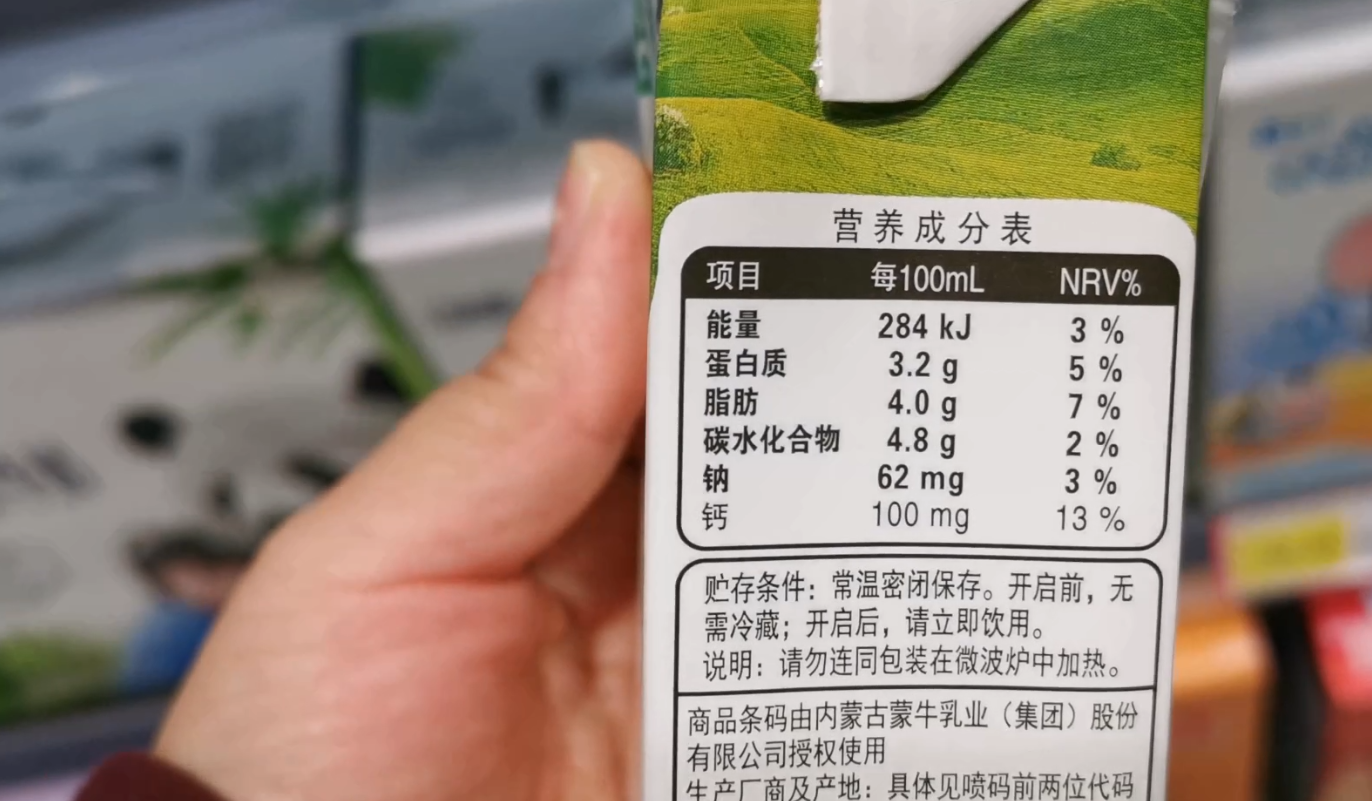 营养成分表
项目 每100mL NRV%
能量 284 kJ 3 %
蛋白质 3.2 g 5 %
脂肪 4.0 g 7 %
碳水化合物 4.8 g 2 %
钠 62 mg 3 %
钙 100 mg 13 %
贮存条件：常温密闭保存。开启前，无
需冷藏；开启后，请立即饮用。
说明：请勿连同包装在微波炉中加热。
商品条码由内蒙古蒙牛乳业（集团）股份
有限公司授权使用
生产厂商及产地：具体见喷码前两位代码